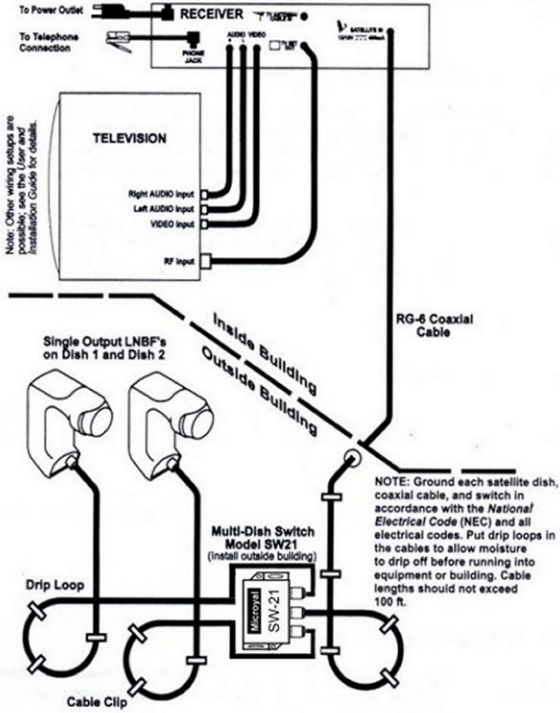 To Power Outlet
RECEIVER
SATELLITE IN
To Telephone
Connection
PHONE
JACK
AUDIO VIDEO
TELEVISION
Note: Other wiring setups are
possible; see the User and
Installation Guide for details.
Right AUDIO input
Left AUDIO input
VIDEO input
RF input
RG-6 Coaxial
Cable
Inside Building
Outside Building
Single Output LNBF's
on Dish 1 and Dish 2
NOTE: Ground each satellite dish,
coaxial cable, and switch in
accordance with the National
Electrical Code (NEC) and all
electrical codes. Put drip loops in
the cables to allow moisture
to drip off before running into
equipment or building. Cable
lengths should not exceed
100 ft.
Multi-Dish Switch
Model SW21
(Install outside building)
Drip Loop
Microyal
SW-21
Cable Clip